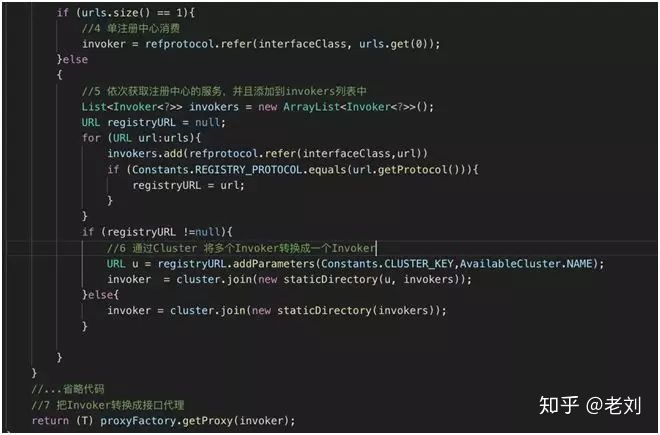 if (urls.size() == 1){
//4 单注册中心消费
invoker = refprotocol.refer(interfaceClass, urls.get(0));
}else
{
//5 依次获取注册中心的服务，并且添加到invokers列表中
List<Invoker<?>> invokers = new ArrayList<Invoker<?>>();
URL registryURL = null;
for (URL url:urls){
invokers.add(refprotocol.refer(interfaceClass,url))
if (Constants.REGISTRY_PROTOCOL.equals(url.getProtocol())){
registryURL = url;
}
}
if (registryURL !=null){
//6 通过Cluster 将多个Invoker转换成一个Invoker
URL u = registryURL.addParameters(Constants.CLUSTER_KEY,AvailableCluster.NAME);
invoker  = cluster.join(new staticDirectory(u, invokers));
}else{
invoker = cluster.join(new staticDirectory(invokers));
}
}
}
//...省略代码
//7 把Invoker转换成接口代理
return (T) proxyFactory.getProxy(invoker);
知乎 @老刘